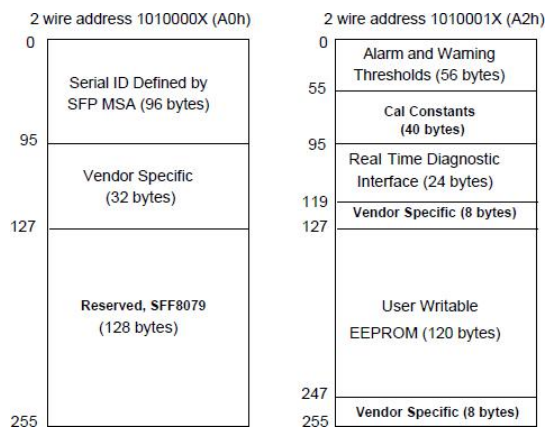 2 wire address 1010000X (A0h)
0
Serial ID Defined by
SFP MSA (96 bytes)
95
Vendor Specific
(32 bytes)
127
Reserved, SFF8079
(128 bytes)
255
2 wire address 1010001X (A2h)
0
Alarm and Warning
Thresholds (56 bytes)
55
Cal Constants
(40 bytes)
95
Real Time Diagnostic
Interface (24 bytes)
119
Vendor Specific (8 bytes)
127
User Writable
EEPROM (120 bytes)
247
Vendor Specific (8 bytes)
255